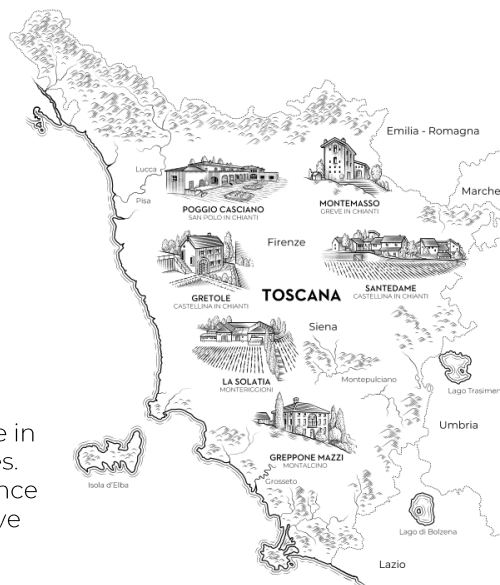 Emilia - Romagna
Lucca
Marche
Pisa
POGGIO CASCIANO
SAN POLO IN CHIANTI
MONTEMASSO
GREVE IN CHIANTI
Firenze
GRETOLE
CASTELLINA IN CHIANTI
TOSCANA
SANTEDAME
CASTELLINA IN CHIANTI
Siena
LA SOLATIA
MONTERICCIONI
Montepulciano
Lago Trasimen
Umbria
e in
es.
nce
ve
GREPPONE MAZZI
MONTALCINO
Isola d'Elba
Grosseto
Lago di Bolzena
Lazio